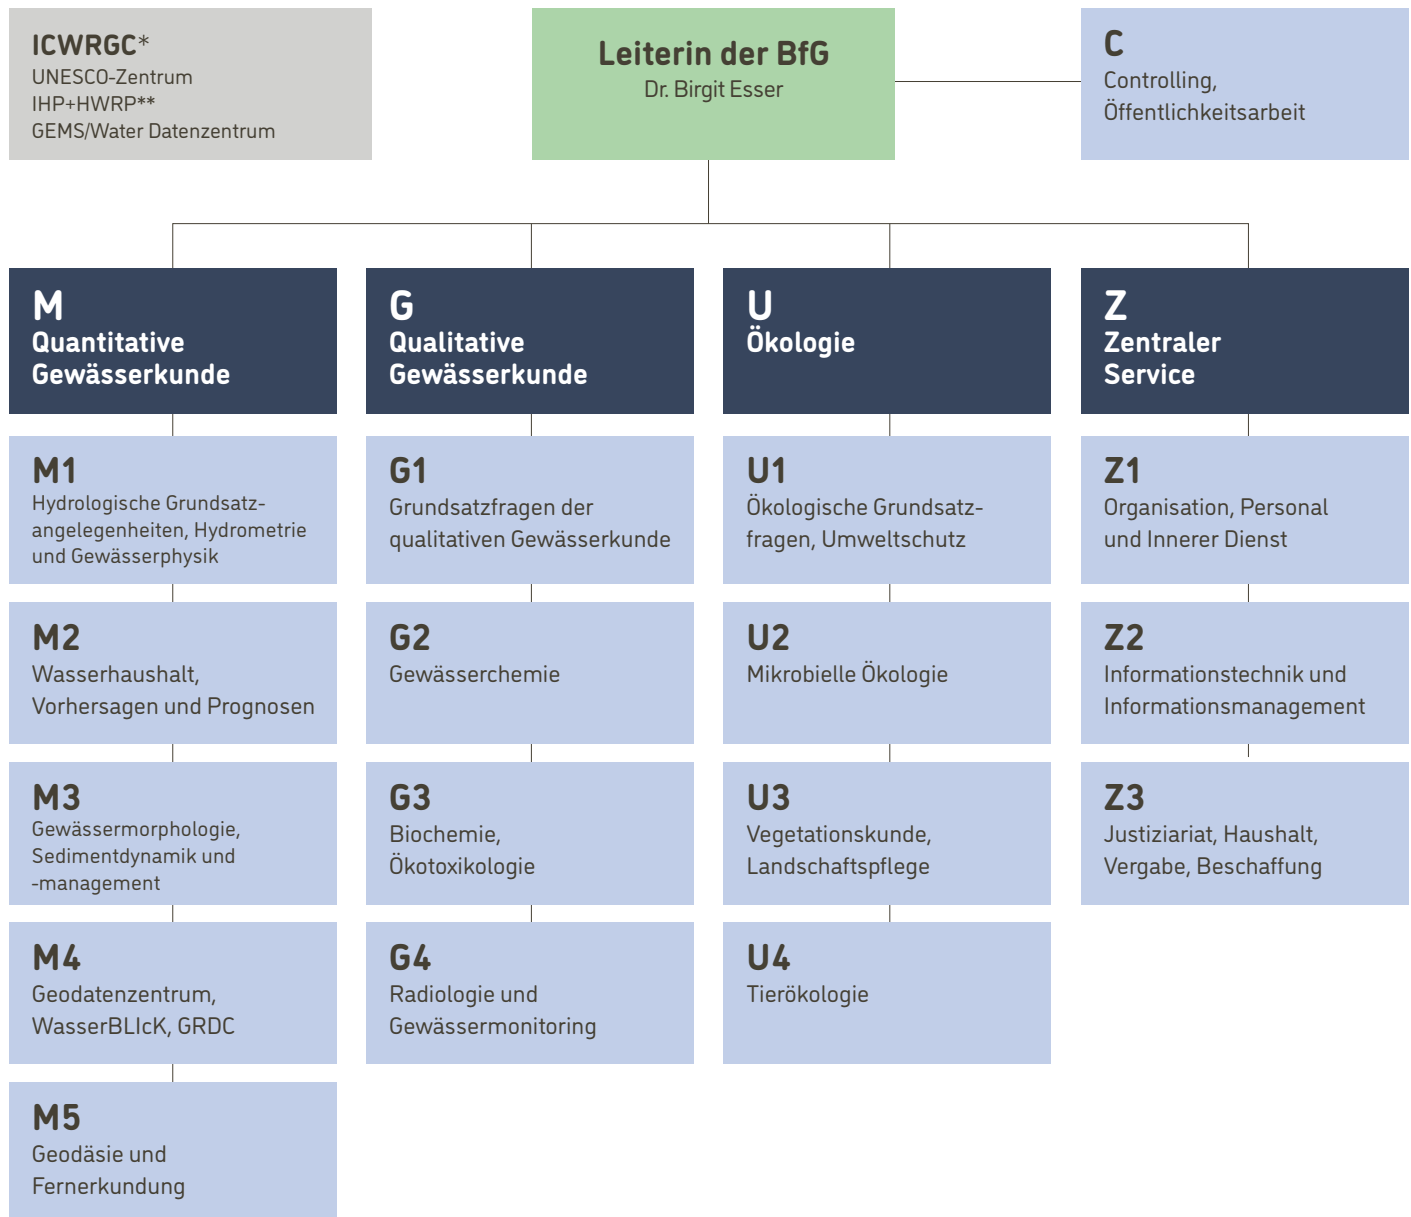 ICWRGC*
UNESCO-Zentrum
IHP+HWRP**
GEMS/Water Datenzentrum
Leiterin der BfG
Dr. Birgit Esser
C
Controlling,
Öffentlichkeitsarbeit
M
Quantitative
Gewässerkunde
G
Qualitative
Gewässerkunde
U
Ökologie
Z
Zentraler
Service
M1
Hydrologische Grundsatz-
angelegenheiten, Hydrometrie
und Gewässerphysik
G1
Grundsatzfragen der
qualitativen Gewässerkunde
U1
Ökologische Grundsatz-
fragen, Umweltschutz
Z1
Organisation, Personal
und Innerer Dienst
M2
Wasserhaushalt,
Vorhersagen und Prognosen
G2
Gewässerchemie
U2
Mikrobielle Ökologie
Z2
Informationstechnik und
Informationsmanagement
M3
Gewässermorphologie,
Sedimentdynamik und
-management
G3
Biochemie,
Ökotoxikologie
U3
Vegetationskunde,
Landschaftspflege
Z3
Justiziariat, Haushalt,
Vergabe, Beschaffung
M4
Geodatenzentrum,
WasserBLIcK, GRDC
G4
Radiologie und
Gewässermonitoring
U4
Tierökologie
M5
Geodäsie und
Fernerkundung